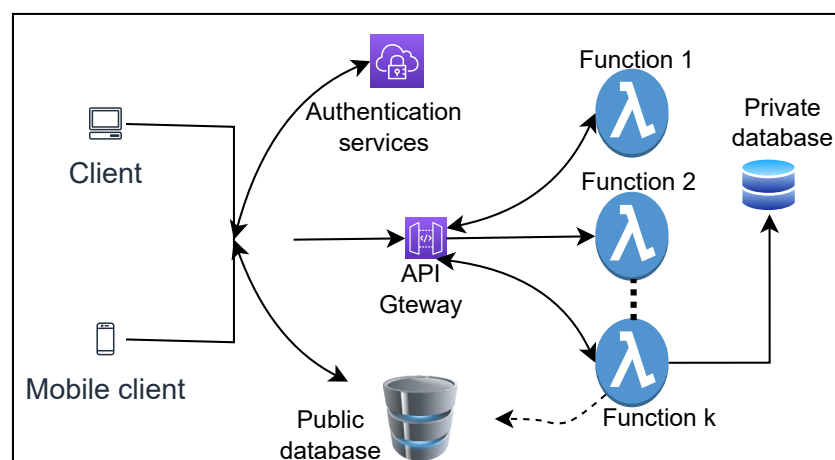 Client
Mobile client
Authentication
services
API
Gteway
Public
database
Function 1
Function 2
Function k
Private
database